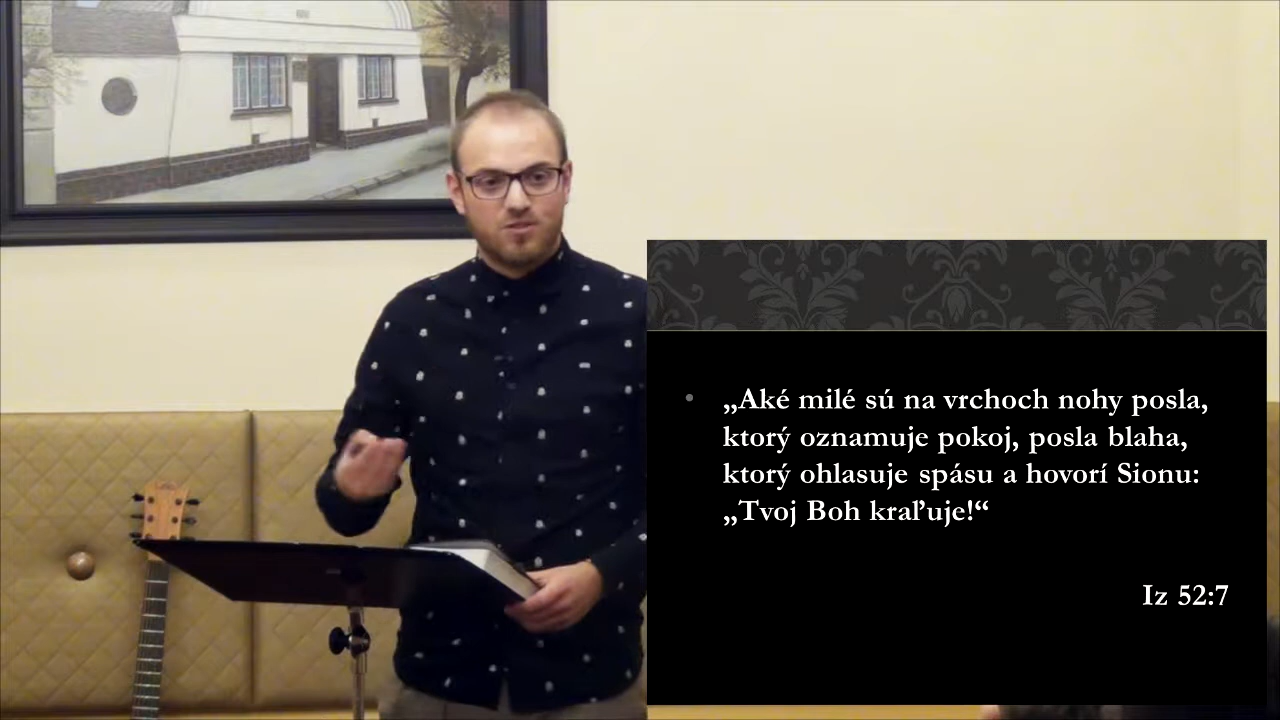 „Aké milé sú na vrchoch nohy posla,
ktorý oznamuje pokoj, posla blaha,
ktorý ohlasuje spásu a hovorí Sionu:
„Tvoj Boh kraľuje!“
Iz 52:7